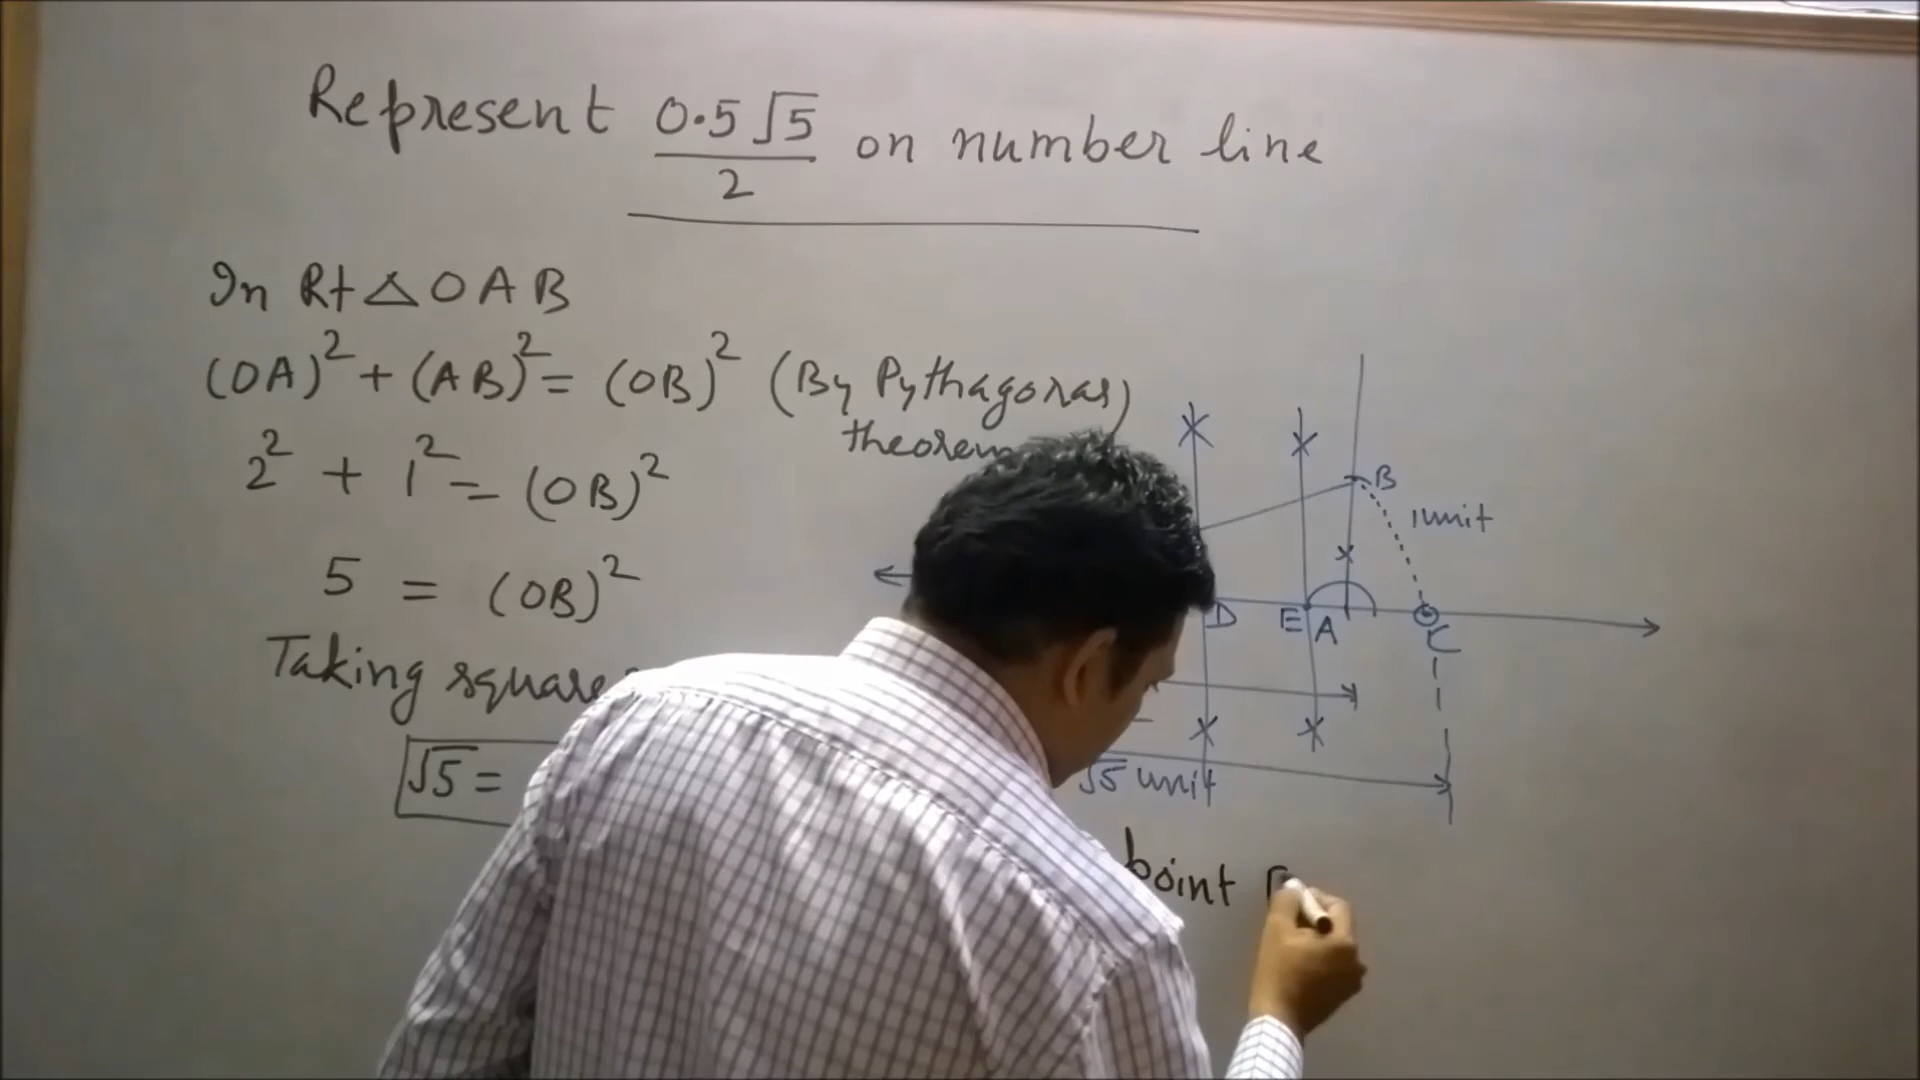 Represent 0.5√5/2 on number line
In Rt △OAB
(OA)² + (AB)² = (OB)² (By Pythagoras)
theorem
2² + 1² = (OB)²
5 = (OB)²
Taking square
√5 =
B
1unit
D E A C
√5 unit
point